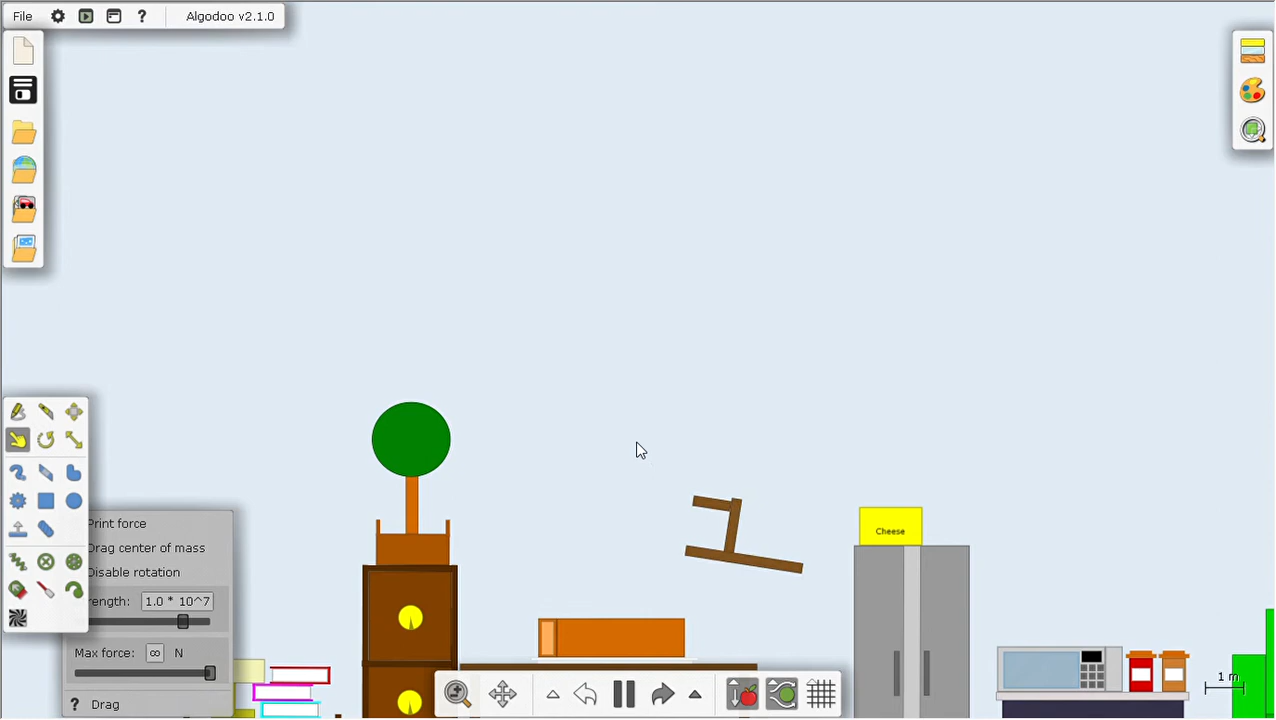 File ? Algodoo v2.1.0
Print force
Drag center of mass
Disable rotation
rength: 1.0 * 10^7
Max force: ∞ N
? Drag
Cheese
1 m